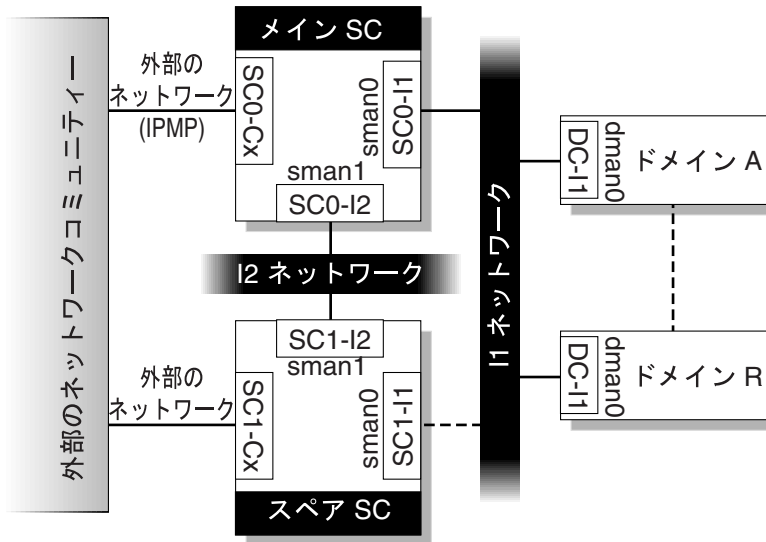 外部のネットワークコミュニティー
外部の
ネットワーク
(IPMP)
メイン SC
SC0-Cx
sman0
SC0-I1
sman1
SC0-I2
I2 ネットワーク
SC1-I2
sman1
外部の
ネットワーク
SC1-Cx
sman0
SC1-I1
スペア SC
I1 ネットワーク
DC-I1
dman0
ドメイン A
DC-I1
dman0
ドメイン R